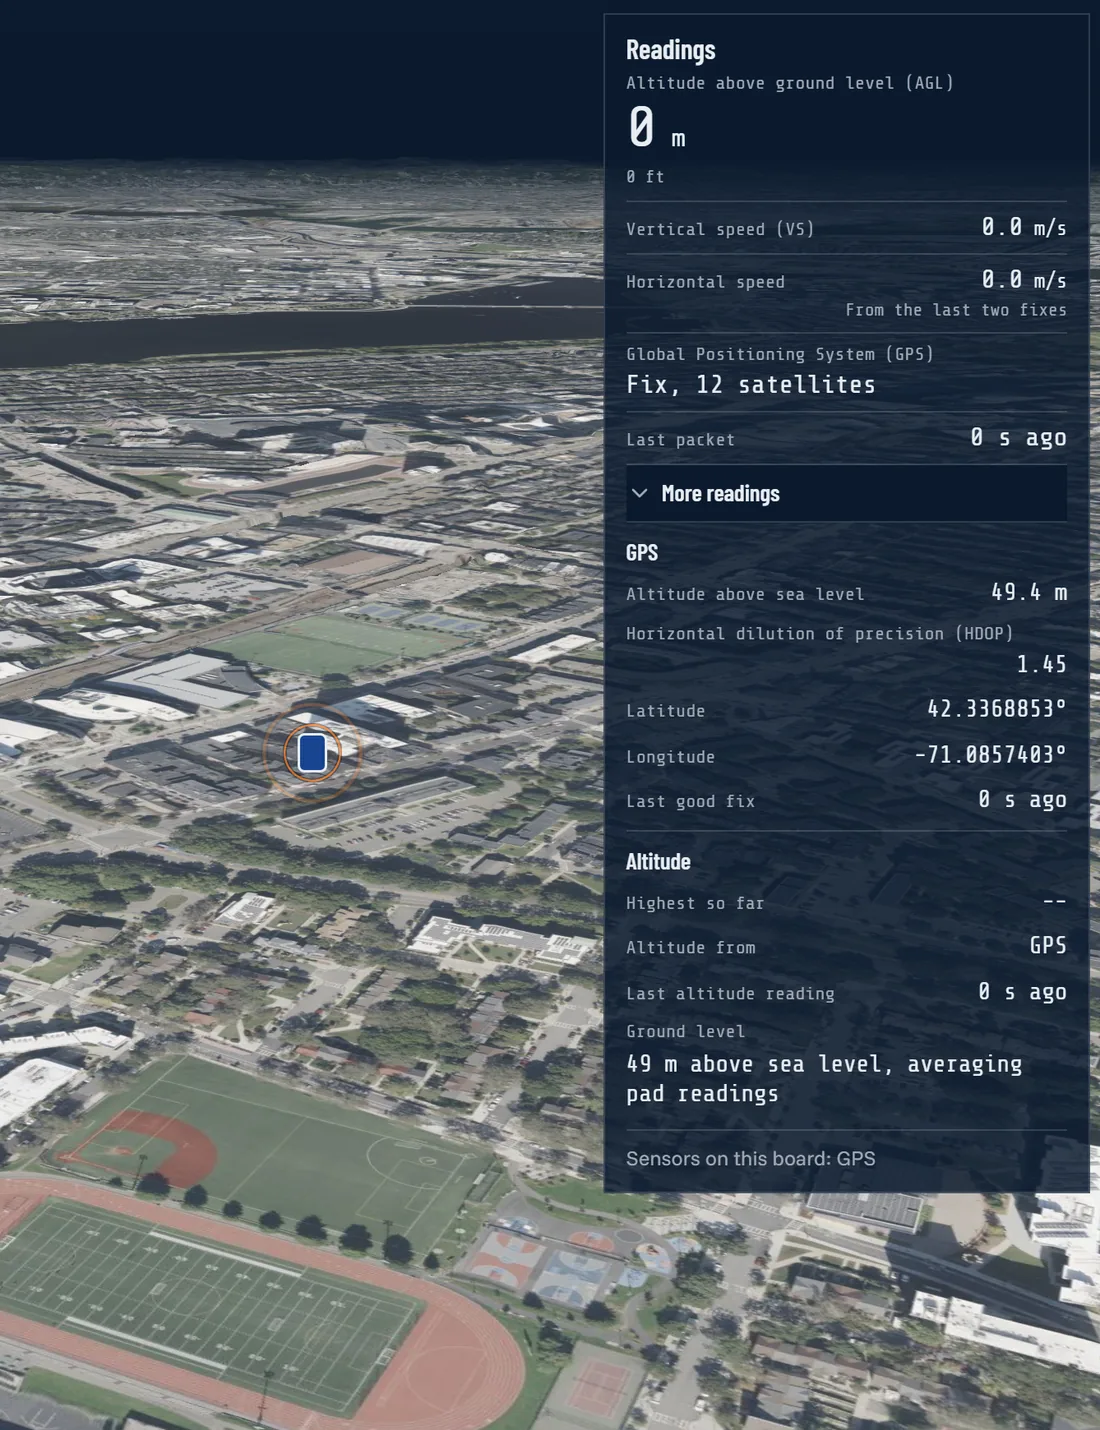 Readings
Altitude above ground level (AGL)
0 m
0 ft
Vertical speed (VS) 0.0 m/s
Horizontal speed 0.0 m/s
From the last two fixes
Global Positioning System (GPS)
Fix, 12 satellites
Last packet 0 s ago
More readings
GPS
Altitude above sea level 49.4 m
Horizontal dilution of precision (HDOP)
1.45
Latitude 42.3368853°
Longitude -71.0857403°
Last good fix 0 s ago
Altitude
Highest so far --
Altitude from GPS
Last altitude reading 0 s ago
Ground level
49 m above sea level, averaging
pad readings
Sensors on this board: GPS